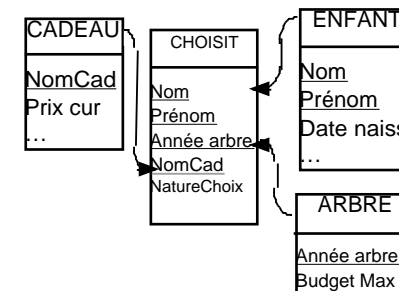 CADEAU
NomCad
Prix cur
…
CHOISIT
Nom
Prénom
Année arbre
NomCad
NatureChoix
ENFANT
Nom
Prénom
Date naiss
…
ARBRE
Année arbre
Budget Max